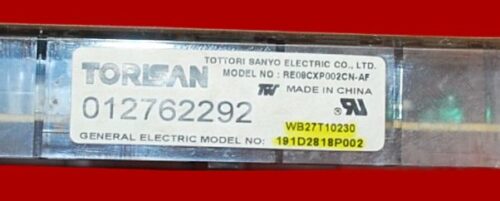 TORISAN
TOTTORI SANYO ELECTRIC CO., LTD.
MODEL NO : RE08CXP002CN-AF
MADE IN CHINA
012762292
WB27T10230
GENERAL ELECTRIC MODEL NO: 191D2818P002